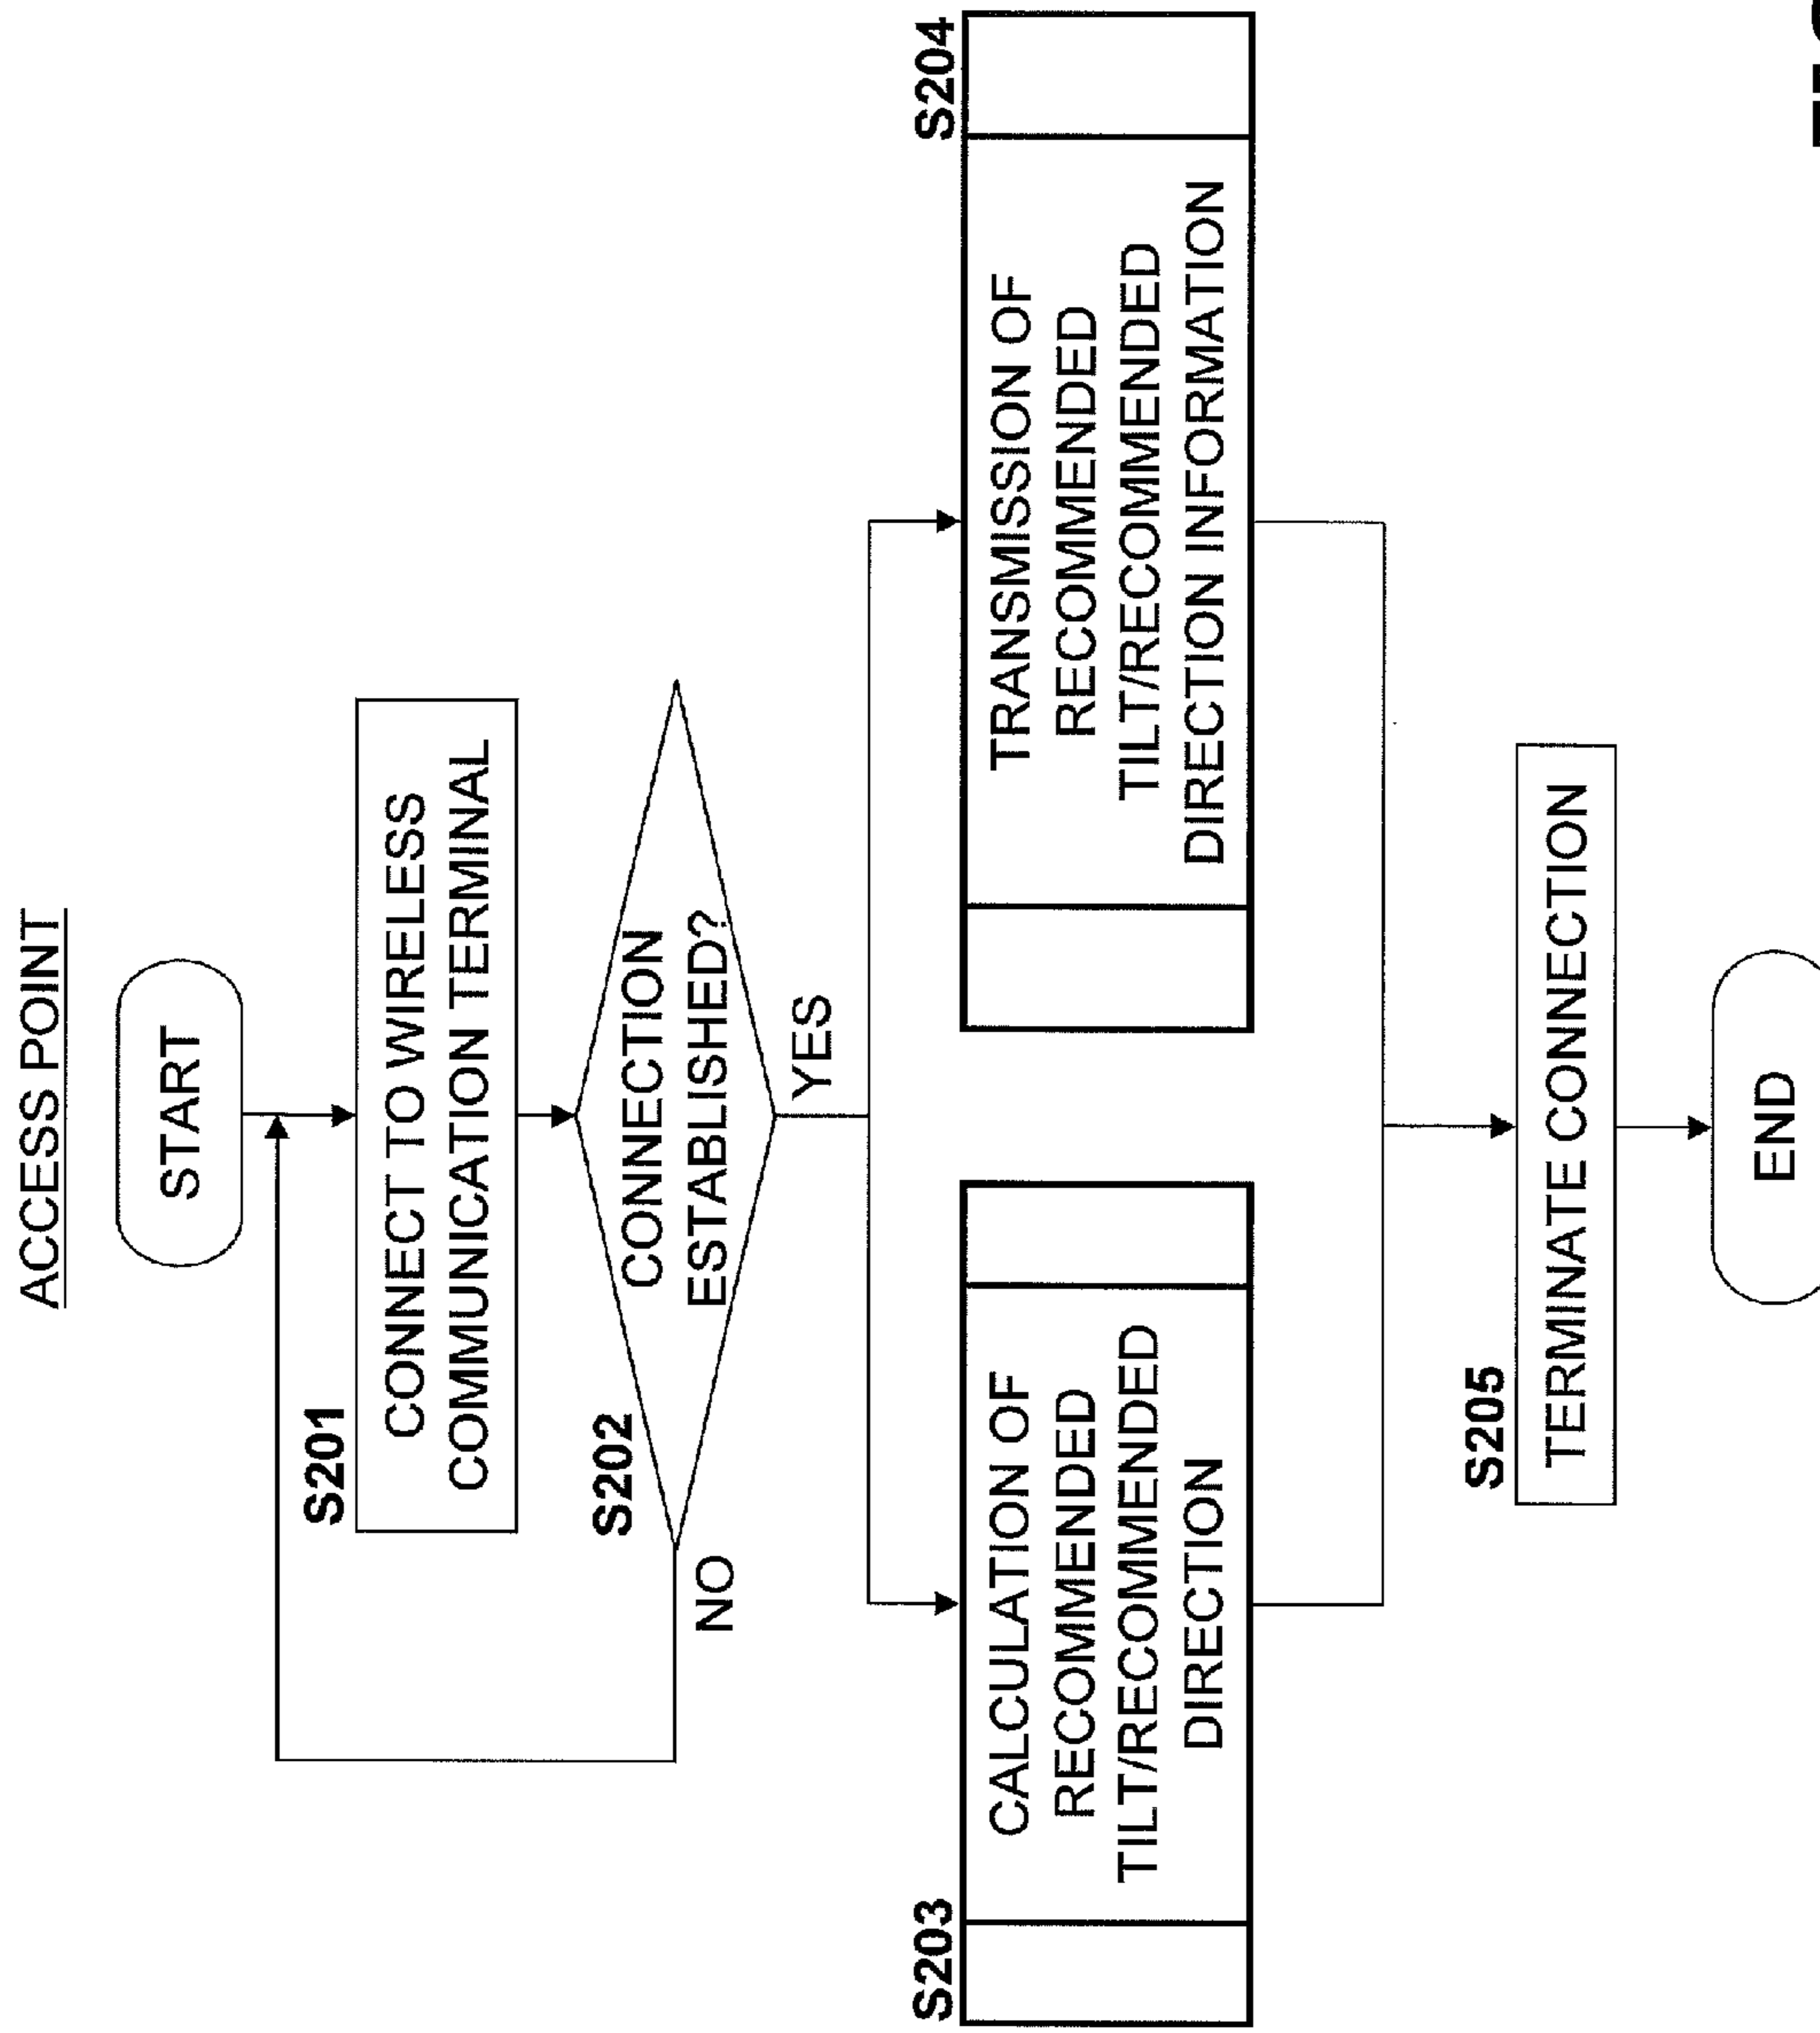 ACCESS POINT
START
S201
CONNECT TO WIRELESS
COMMUNICATION TERMINAL
S202
CONNECTION
ESTABLISHED?
NO
YES
S203
CALCULATION OF
RECOMMENDED
TILT/RECOMMENDED
DIRECTION
S204
TRANSMISSION OF
RECOMMENDED
TILT/RECOMMENDED
DIRECTION INFORMATION
S205
TERMINATE CONNECTION
END